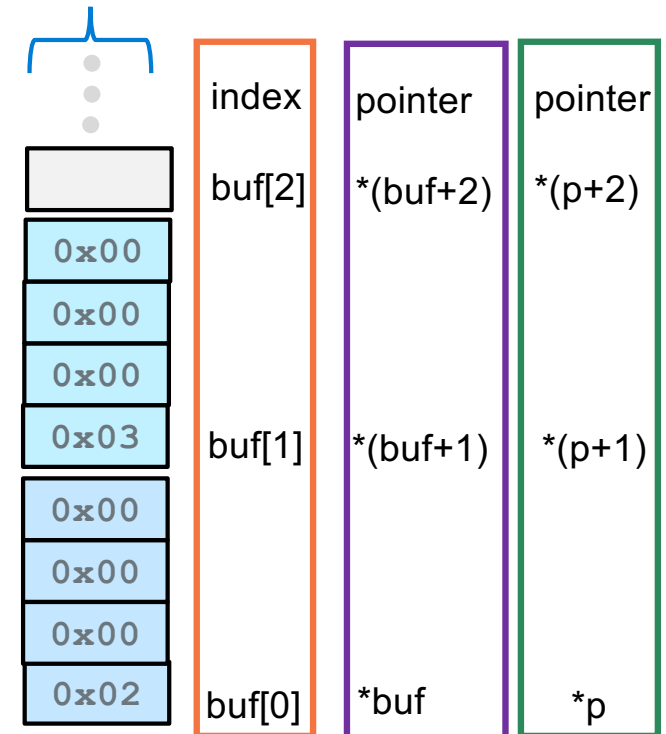 index pointer pointer
buf[2] *(buf+2) *(p+2)
0x00
0x00
0x00
0x03 buf[1] *(buf+1) *(p+1)
0x00
0x00
0x00
0x02 buf[0] *buf *p